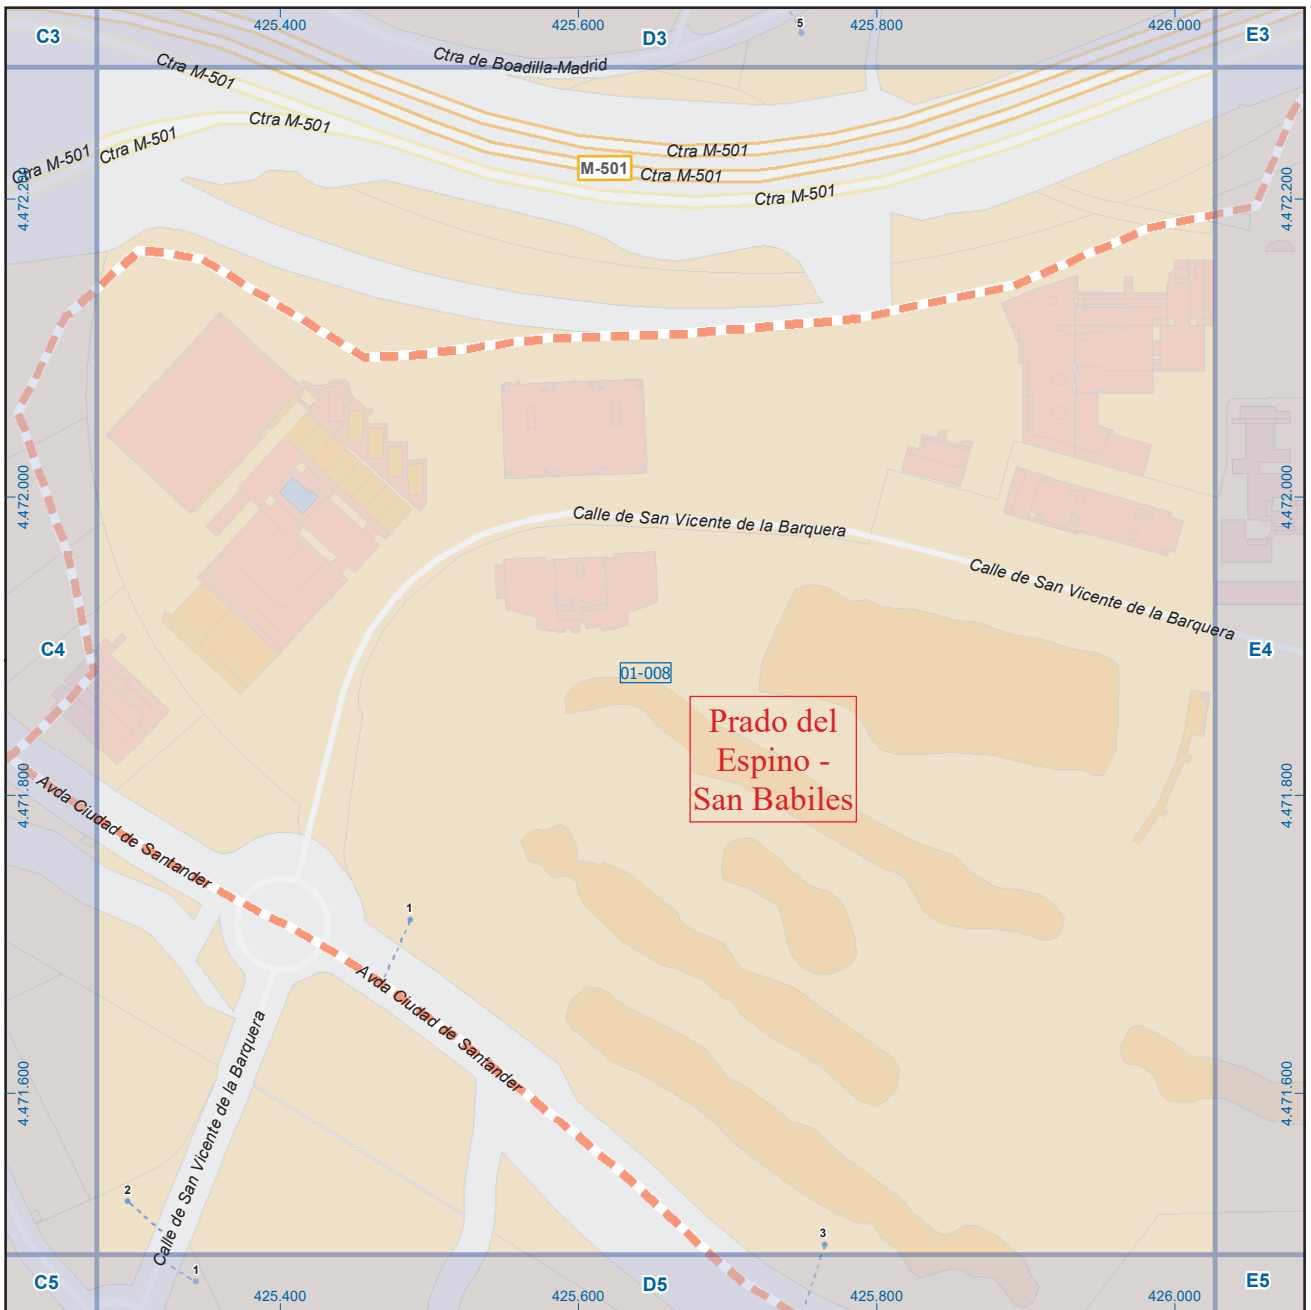 425.400
425.600
425.800
426.000
C3
D3
E3
5
Ctra de Boadilla-Madrid
Ctra M-501
Ctra M-501
Ctra M-501
Ctra M-501
Ctra M-501
M-501
Ctra M-501
Ctra M-501
4.472.200
4.472.200
4.472.000
4.472.000
Calle de San Vicente de la Barquera
Calle de San Vicente de la Barquera
C4
E4
01-008
Prado del
Espino -
San Babiles
4.471.800
4.471.800
Avda Ciudad de Santander
1
Avda Ciudad de Santander
Calle de San Vicente de la Barquera
4.471.600
4.471.600
2
3
1
C5
D5
E5
425.400
425.600
425.800
426.000